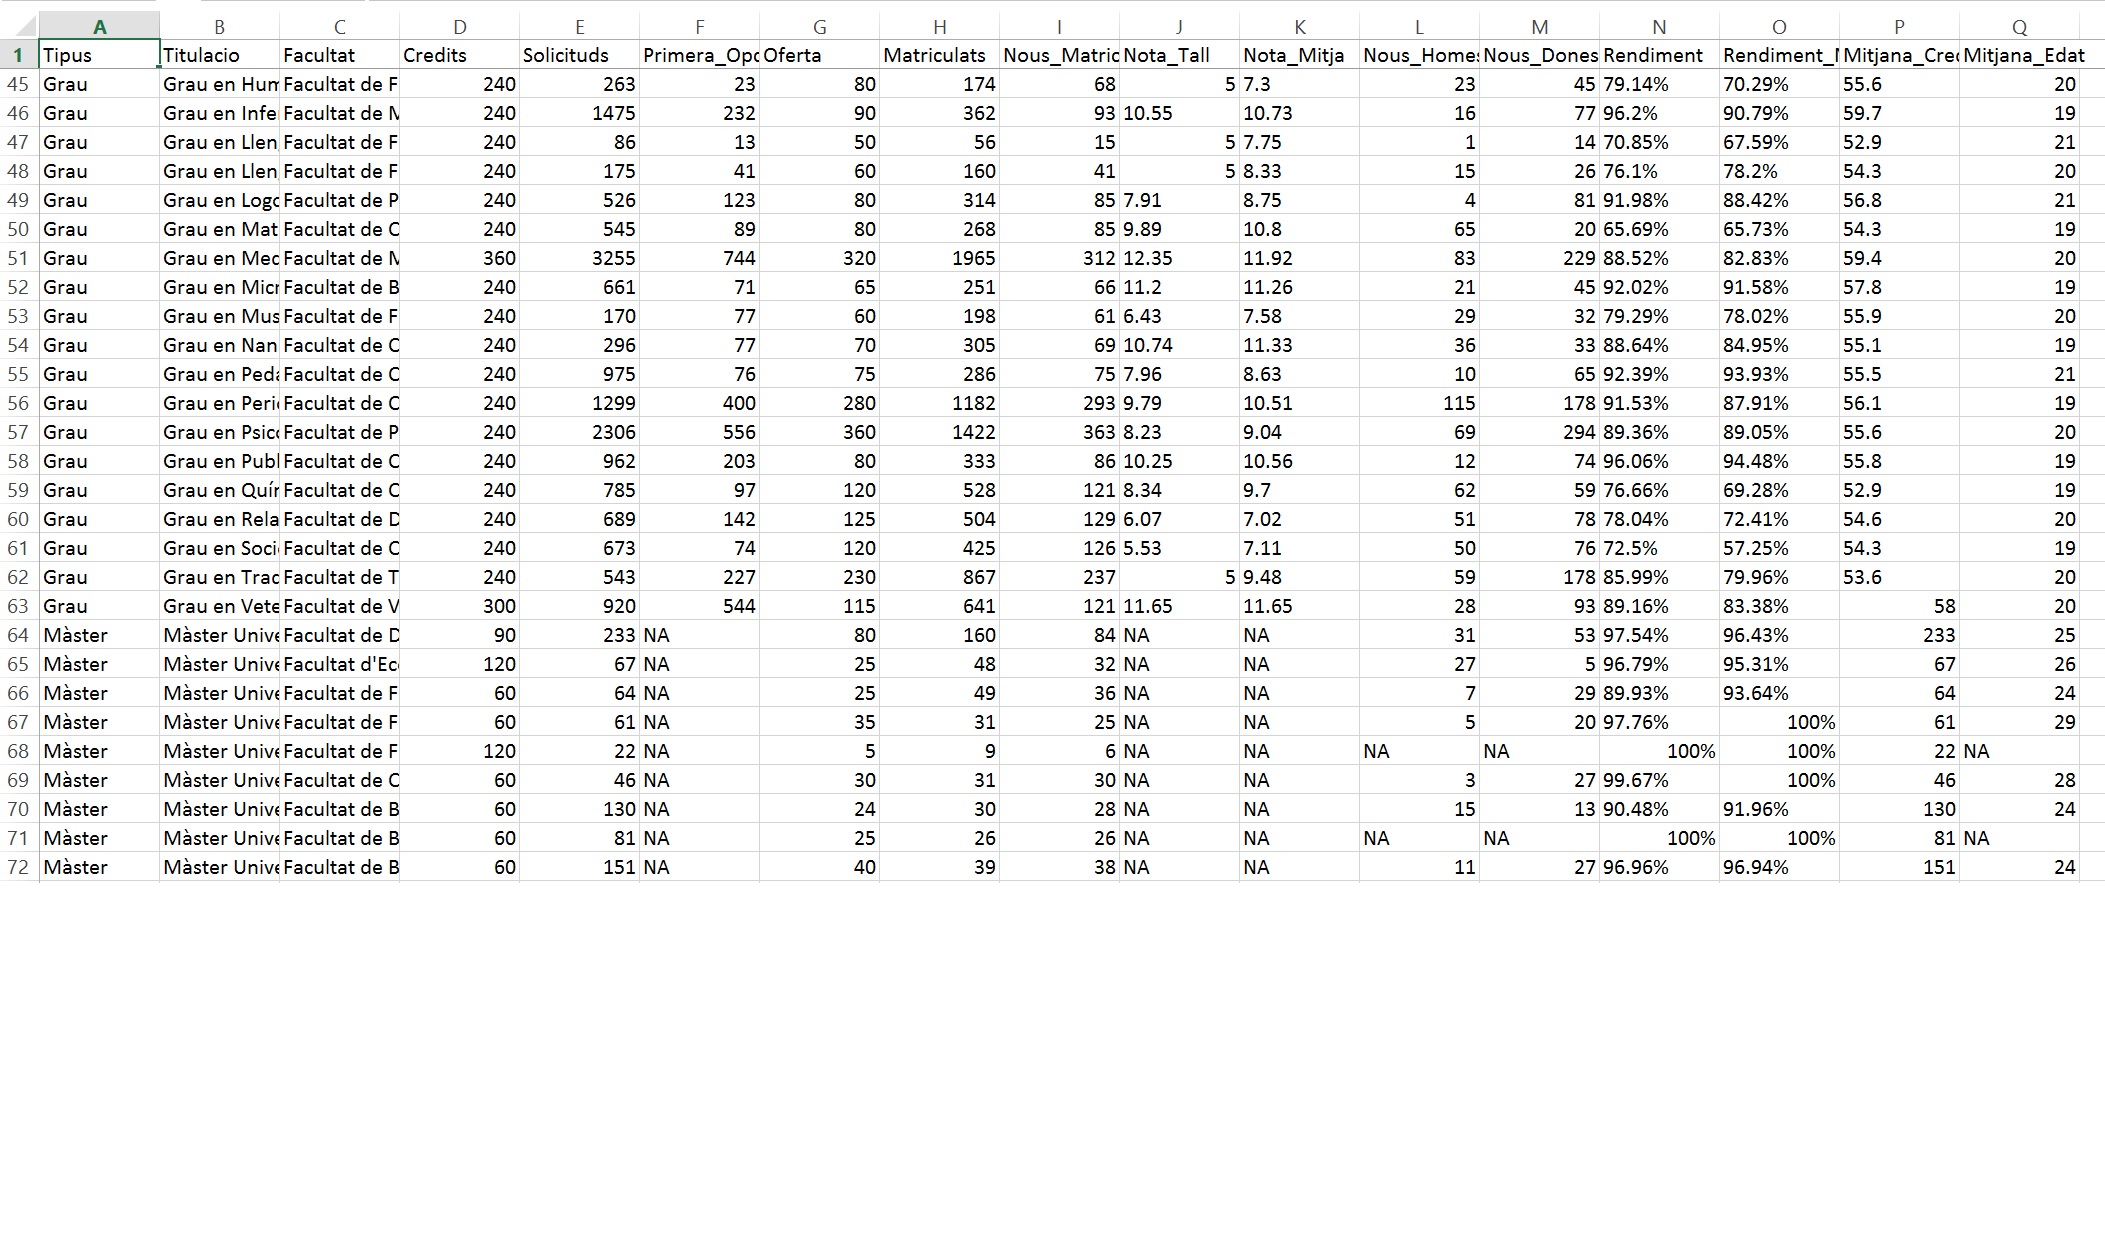 A B C D E F G H I J K L M N O P Q
1 Tipus Titulacio Facultat Credits Solicituds Primera_Opc Oferta Matriculats Nous_Matric Nota_Tall Nota_Mitja Nous_Homes Nous_Dones Rendiment Rendiment_ Mitjana_Cre Mitjana_Edat
45 Grau Grau en Hum Facultat de F 240 263 23 80 174 68 5 7.3 23 45 79.14% 70.29% 55.6 20
46 Grau Grau en Infe Facultat de M 240 1475 232 90 362 93 10.55 10.73 16 77 96.2% 90.79% 59.7 19
47 Grau Grau en Llen Facultat de F 240 86 13 50 56 15 5 7.75 1 14 70.85% 67.59% 52.9 21
48 Grau Grau en Llen Facultat de F 240 175 41 60 160 41 5 8.33 15 26 76.1% 78.2% 54.3 20
49 Grau Grau en Logo Facultat de P 240 526 123 80 314 85 7.91 8.75 4 81 91.98% 88.42% 56.8 21
50 Grau Grau en Mat Facultat de C 240 545 89 80 268 85 9.89 10.8 65 20 65.69% 65.73% 54.3 19
51 Grau Grau en Med Facultat de M 360 3255 744 320 1965 312 12.35 11.92 83 229 88.52% 82.83% 59.4 20
52 Grau Grau en Micr Facultat de B 240 661 71 65 251 66 11.2 11.26 21 45 92.02% 91.58% 57.8 19
53 Grau Grau en Mus Facultat de F 240 170 77 60 198 61 6.43 7.58 29 32 79.29% 78.02% 55.9 20
54 Grau Grau en Nan Facultat de C 240 296 77 70 305 69 10.74 11.33 36 33 88.64% 84.95% 55.1 19
55 Grau Grau en Peda Facultat de C 240 975 76 75 286 75 7.96 8.63 10 65 92.39% 93.93% 55.5 21
56 Grau Grau en Peri Facultat de C 240 1299 400 280 1182 293 9.79 10.51 115 178 91.53% 87.91% 56.1 19
57 Grau Grau en Psico Facultat de P 240 2306 556 360 1422 363 8.23 9.04 69 294 89.36% 89.05% 55.6 20
58 Grau Grau en Publ Facultat de C 240 962 203 80 333 86 10.25 10.56 12 74 96.06% 94.48% 55.8 19
59 Grau Grau en Quím Facultat de C 240 785 97 120 528 121 8.34 9.7 62 59 76.66% 69.28% 52.9 19
60 Grau Grau en Rela Facultat de D 240 689 142 125 504 129 6.07 7.02 51 78 78.04% 72.41% 54.6 20
61 Grau Grau en Soci Facultat de C 240 673 74 120 425 126 5.53 7.11 50 76 72.5% 57.25% 54.3 19
62 Grau Grau en Trad Facultat de T 240 543 227 230 867 237 5 9.48 59 178 85.99% 79.96% 53.6 20
63 Grau Grau en Vete Facultat de V 300 920 544 115 641 121 11.65 11.65 28 93 89.16% 83.38% 58 20
64 Màster Màster Unive Facultat de D 90 233 NA 80 160 84 NA NA 31 53 97.54% 96.43% 233 25
65 Màster Màster Unive Facultat d'Eco 120 67 NA 25 48 32 NA NA 27 5 96.79% 95.31% 67 26
66 Màster Màster Unive Facultat de F 60 64 NA 25 49 36 NA NA 7 29 89.93% 93.64% 64 24
67 Màster Màster Unive Facultat de F 60 61 NA 35 31 25 NA NA 5 20 97.76% 100% 61 29
68 Màster Màster Unive Facultat de F 120 22 NA 5 9 6 NA NA NA NA 100% 100% 22 NA
69 Màster Màster Unive Facultat de C 60 46 NA 30 31 30 NA NA 3 27 99.67% 100% 46 28
70 Màster Màster Unive Facultat de B 60 130 NA 24 30 28 NA NA 15 13 90.48% 91.96% 130 24
71 Màster Màster Unive Facultat de B 60 81 NA 25 26 26 NA NA NA NA 100% 100% 81 NA
72 Màster Màster Unive Facultat de B 60 151 NA 40 39 38 NA NA 11 27 96.96% 96.94% 151 24